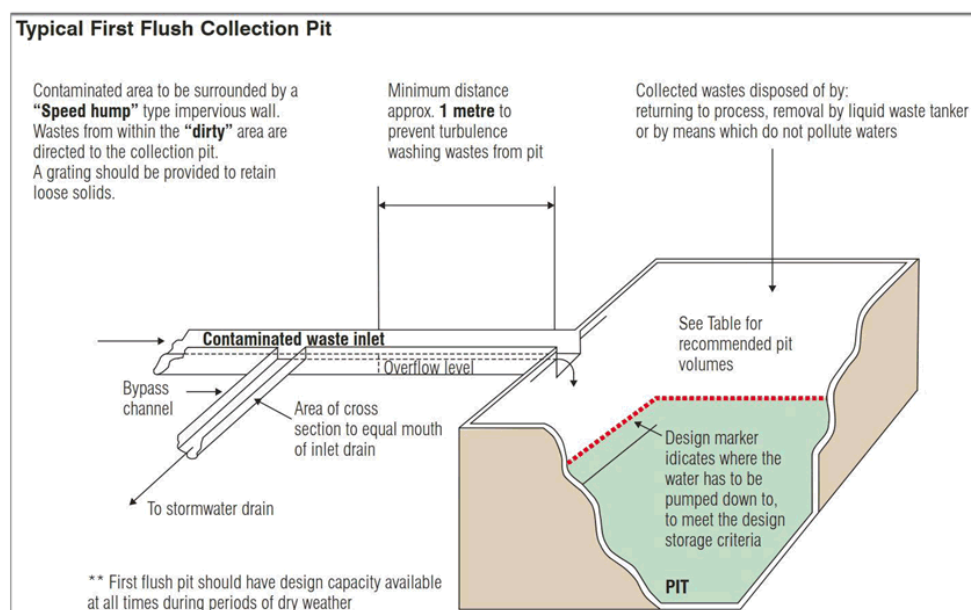 Typical First Flush Collection Pit
Contaminated area to be surrounded by a
“Speed hump” type impervious wall.
Wastes from within the “dirty” area are
directed to the collection pit.
A grating should be provided to retain
loose solids.
Minimum distance
approx. 1 metre to
prevent turbulence
washing wastes from pit
Collected wastes disposed of by:
returning to process, removal by liquid waste tanker
or by means which do not pollute waters
Contaminated waste inlet
Overflow level
See Table for
recommended pit
volumes
Bypass
channel
Area of cross
section to equal mouth
of inlet drain
Design marker
idicates where the
water has to be
pumped down to,
to meet the design
storage criteria
To stormwater drain
PIT
** First flush pit should have design capacity available
at all times during periods of dry weather